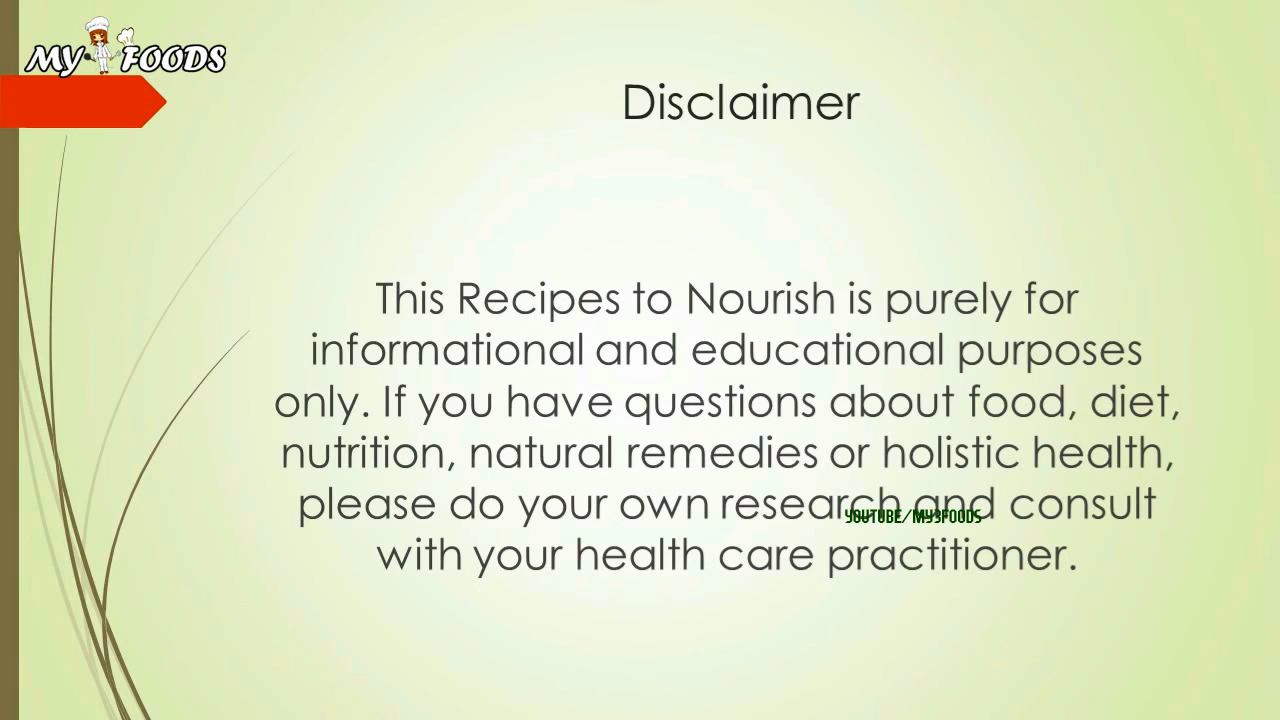 MY FOODS
Disclaimer
This Recipes to Nourish is purely for
informational and educational purposes
only. If you have questions about food, diet,
nutrition, natural remedies or holistic health,
please do your own research and consult
YOUTUBE/MY3FOODS
with your health care practitioner.